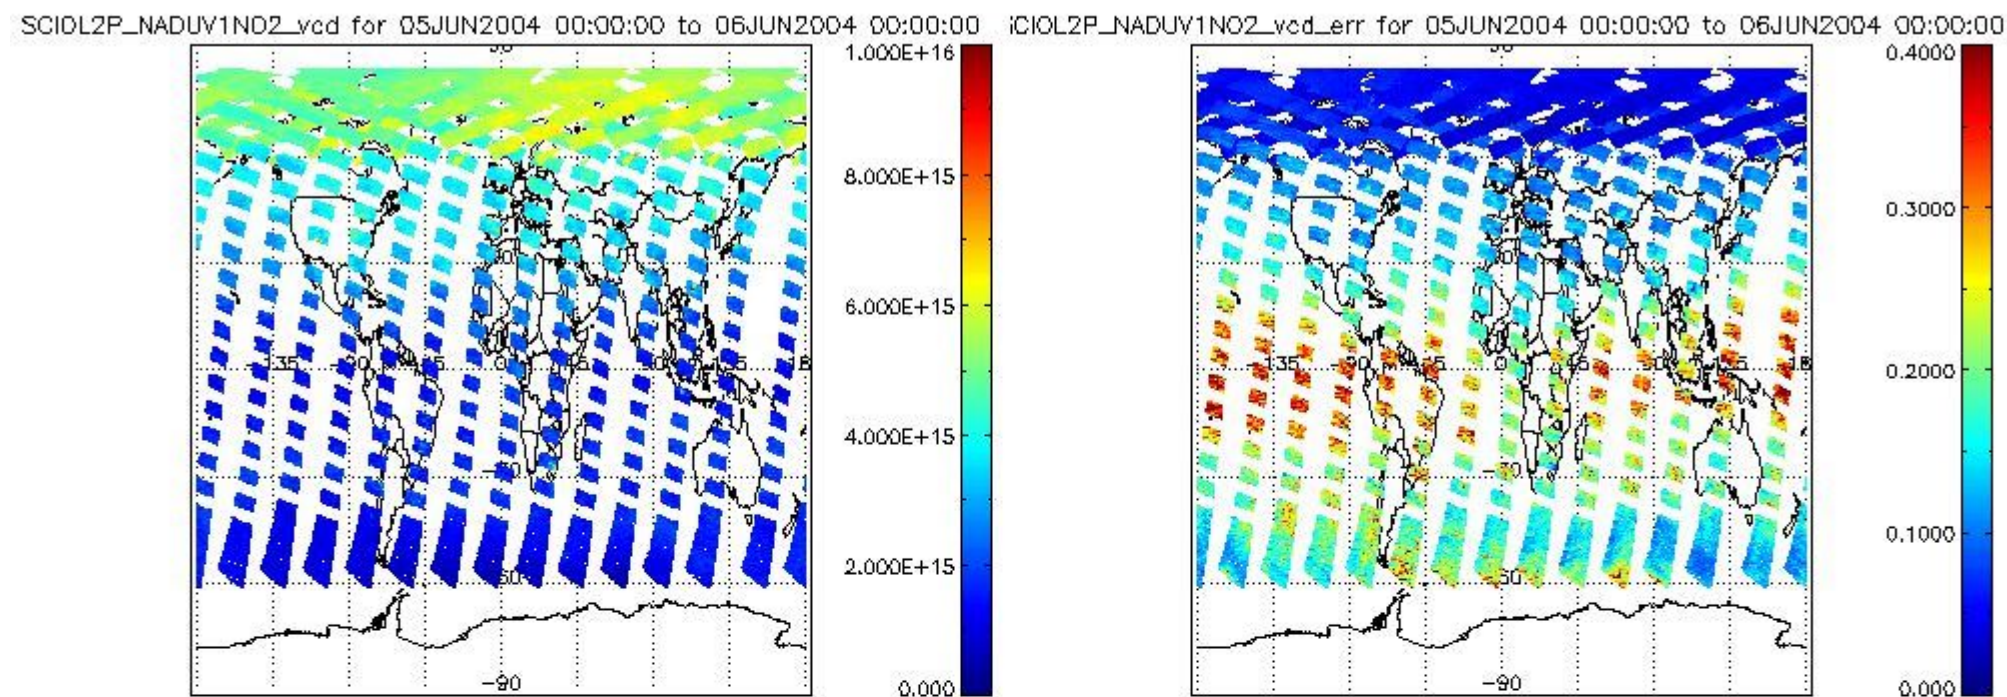 SCIOL2P_NADUV1NO2_vcd for 05JUN2004 00:00:00 to 06JUN2004 00:00:00
1.000E+16
8.000E+15
6.000E+15
4.000E+15
2.000E+15
0.000
-90
CIOL2P_NADUV1NO2_vcd_err for 05JUN2004 00:00:00 to 06JUN2004 00:00:00
0.4000
0.3000
0.2000
0.1000
0.000
-90